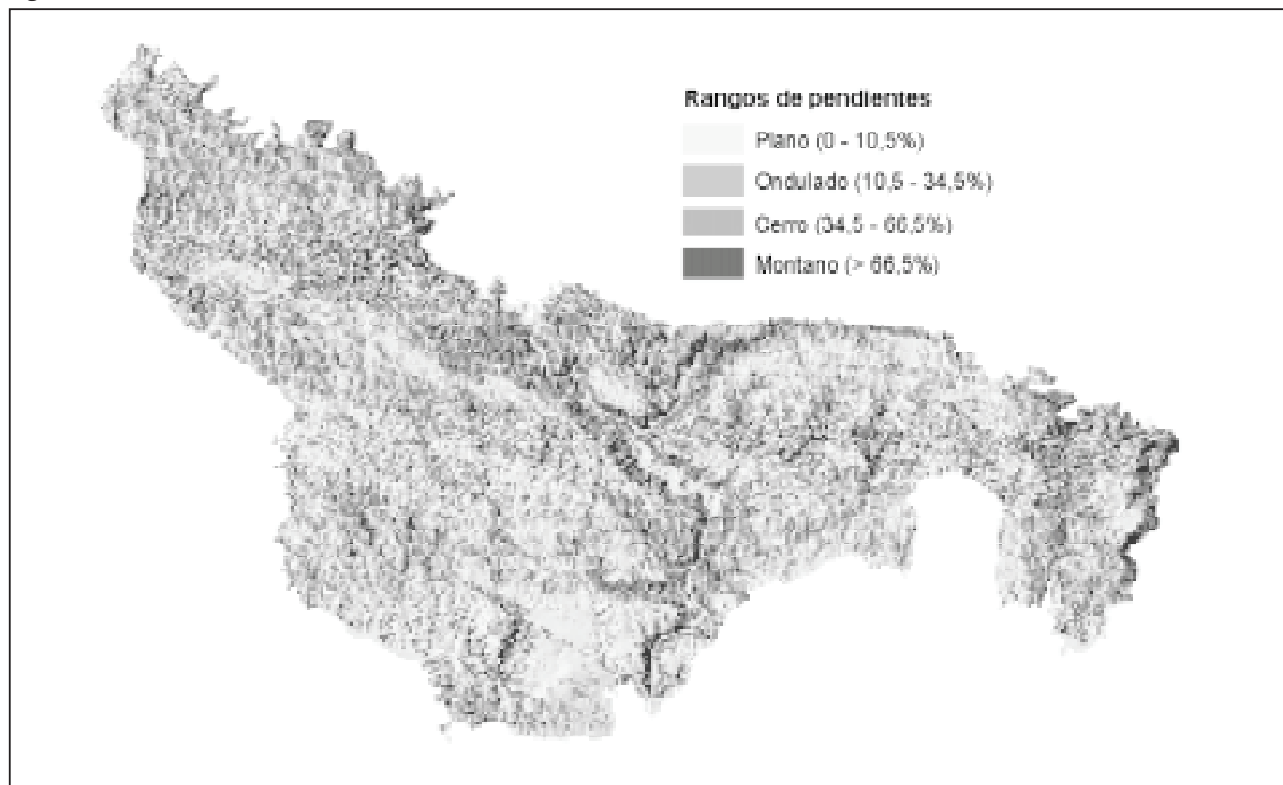 Rangos de pendientes
Plano (0 - 10,5%)
Ondulado (10,5 - 34,5%)
Cerro (34,5 - 66,5%)
Montano (> 66,5%)